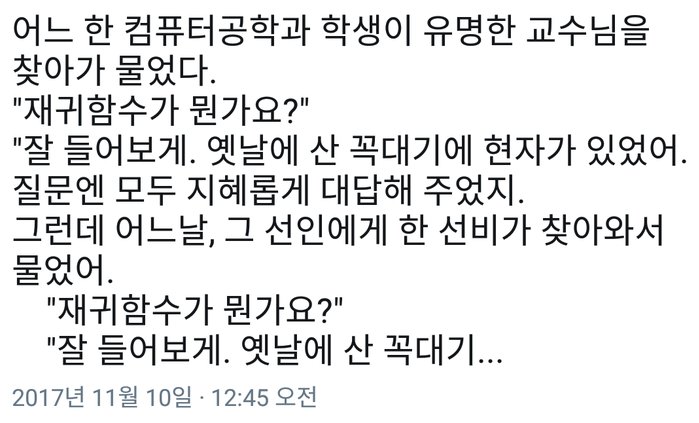 어느 한 컴퓨터공학과 학생이 유명한 교수님을
찾아가 물었다.
"재귀함수가 뭔가요?"
"잘 들어보게. 옛날에 산 꼭대기에 현자가 있었어.
질문엔 모두 지혜롭게 대답해 주었지.
그런데 어느날, 그 선인에게 한 선비가 찾아와서
물었어.
"재귀함수가 뭔가요?"
"잘 들어보게. 옛날에 산 꼭대기...
2017년 11월 10일 · 12:45 오전